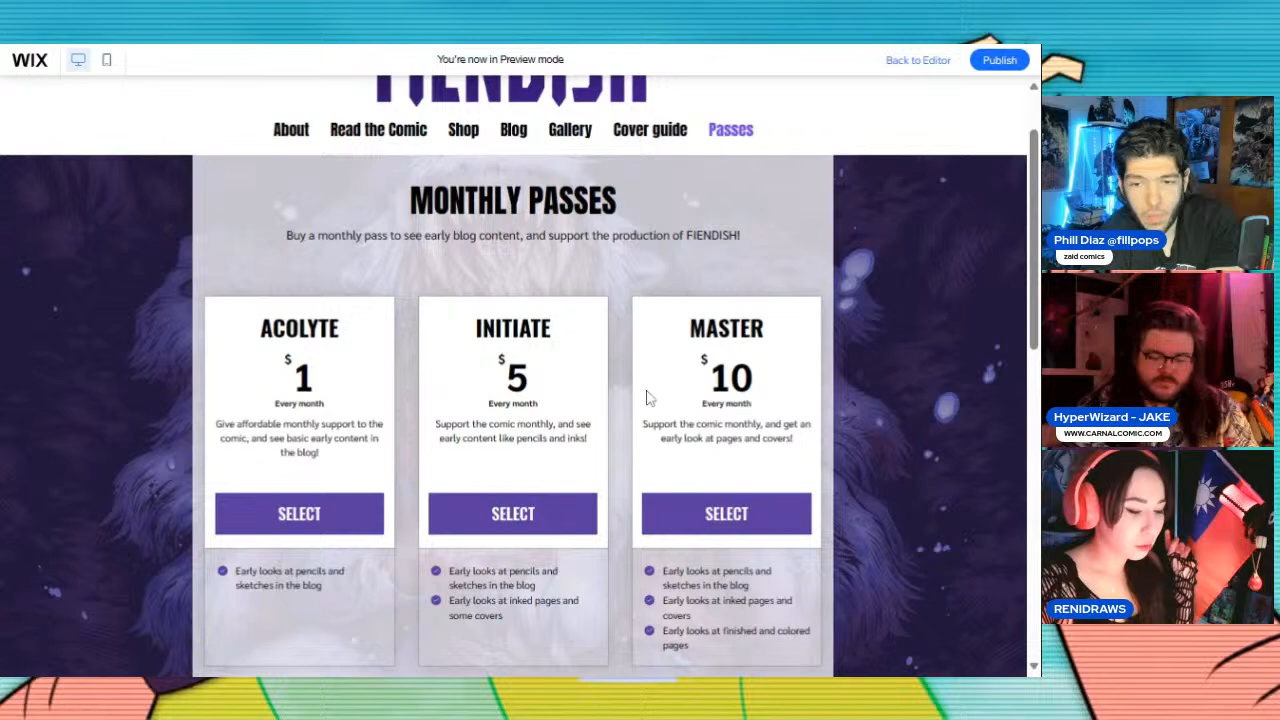 WIX
You're now in Preview mode
Back to Editor
Publish
FIENDISH
About
Read the Comic
Shop
Blog
Gallery
Cover guide
Passes
MONTHLY PASSES
Buy a monthly pass to see early blog content, and support the production of FIENDISH!
ACOLYTE
$1
Every month
Give affordable monthly support to the
comic, and see basic early content in
the blog!
SELECT
Early looks at pencils and
sketches in the blog
INITIATE
$5
Every month
Support the comic monthly, and see
early content like pencils and inks!
SELECT
Early looks at pencils and
sketches in the blog
Early looks at inked pages and
some covers
MASTER
$10
Every month
Support the comic monthly, and get an
early look at pages and covers!
SELECT
Early looks at pencils and
sketches in the blog
Early looks at inked pages and
covers
Early looks at finished and colored
pages
Phill Diaz @fillpops
zaid comics
HyperWizard - JAKE
WWW.CARNALCOMIC.COM
RENIDRAWS